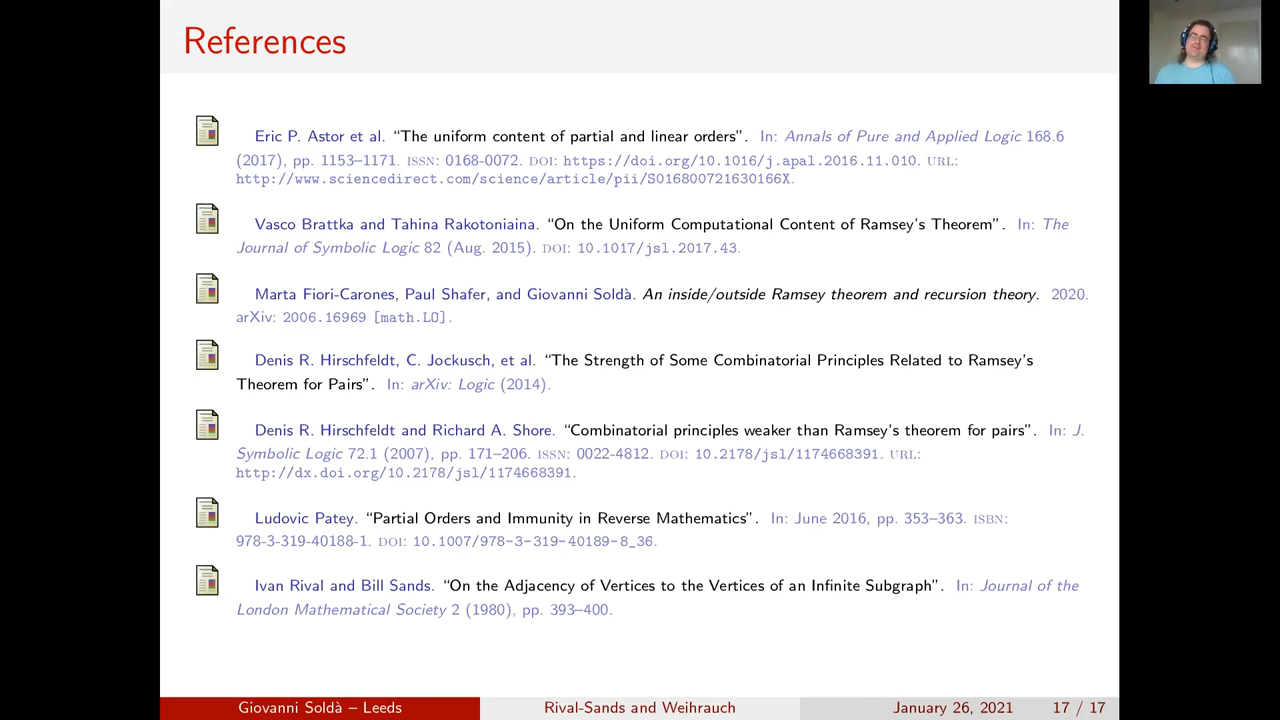 References
Eric P. Astor et al. “The uniform content of partial and linear orders”. In: Annals of Pure and Applied Logic 168.6
(2017), pp. 1153–1171. ISSN: 0168-0072. DOI: https://doi.org/10.1016/j.apal.2016.11.010. URL:
http://www.sciencedirect.com/science/article/pii/S016800721630166X.
Vasco Brattka and Tahina Rakotoniaina. “On the Uniform Computational Content of Ramsey’s Theorem”. In: The
Journal of Symbolic Logic 82 (Aug. 2015). DOI: 10.1017/jsl.2017.43.
Marta Fiori-Carones, Paul Shafer, and Giovanni Soldà. An inside/outside Ramsey theorem and recursion theory. 2020.
arXiv: 2006.16969 [math.LO].
Denis R. Hirschfeldt, C. Jockusch, et al. “The Strength of Some Combinatorial Principles Related to Ramsey’s
Theorem for Pairs”. In: arXiv: Logic (2014).
Denis R. Hirschfeldt and Richard A. Shore. “Combinatorial principles weaker than Ramsey’s theorem for pairs”. In: J.
Symbolic Logic 72.1 (2007), pp. 171–206. ISSN: 0022-4812. DOI: 10.2178/jsl/1174668391. URL:
http://dx.doi.org/10.2178/jsl/1174668391.
Ludovic Patey. “Partial Orders and Immunity in Reverse Mathematics”. In: June 2016, pp. 353–363. ISBN:
978-3-319-40188-1. DOI: 10.1007/978-3-319-40189-8_36.
Ivan Rival and Bill Sands. “On the Adjacency of Vertices to the Vertices of an Infinite Subgraph”. In: Journal of the
London Mathematical Society 2 (1980), pp. 393–400.
Giovanni Soldà – Leeds Rival-Sands and Weihrauch January 26, 2021 17 / 17